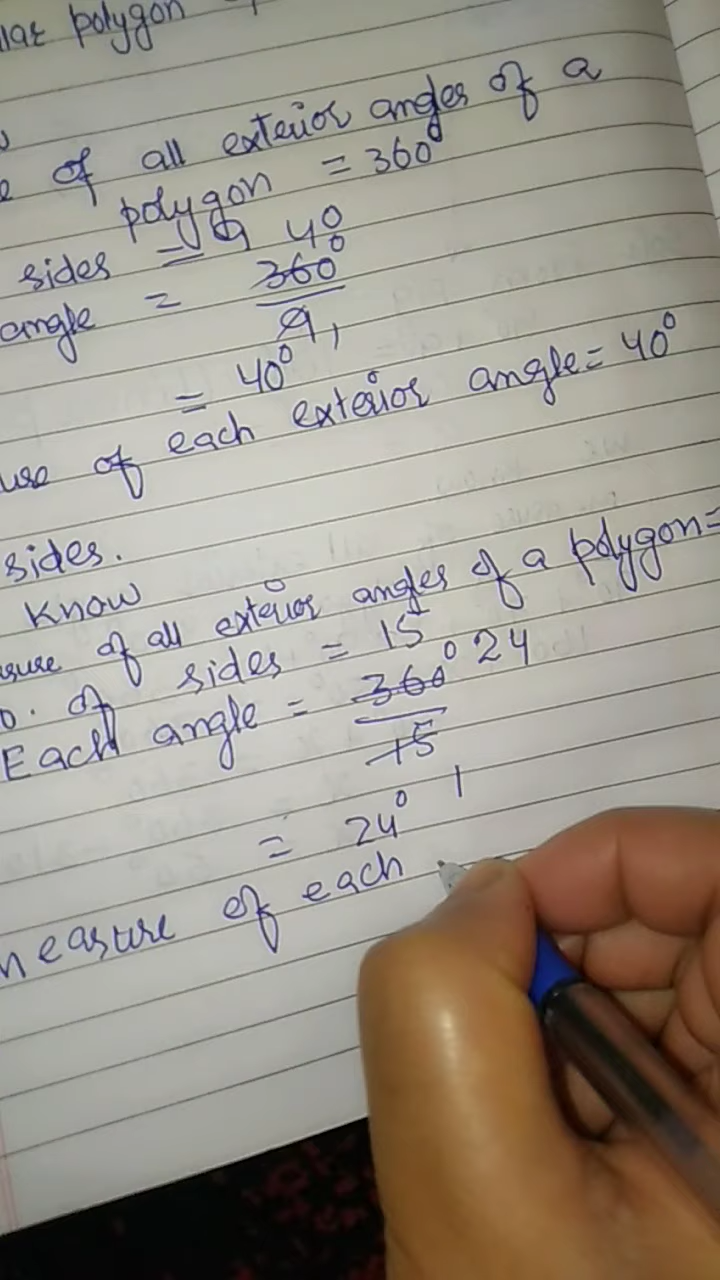 polygon
of all exterior angles of a
polygon = 360°
sides = 9
angle = 360° 40°
9 1
= 40°
of each exterior angle = 40°
sides.
Know
of all exterior angles of a polygon =
of sides = 15
Each angle = 360° 24
15 1
= 24°
measure of each